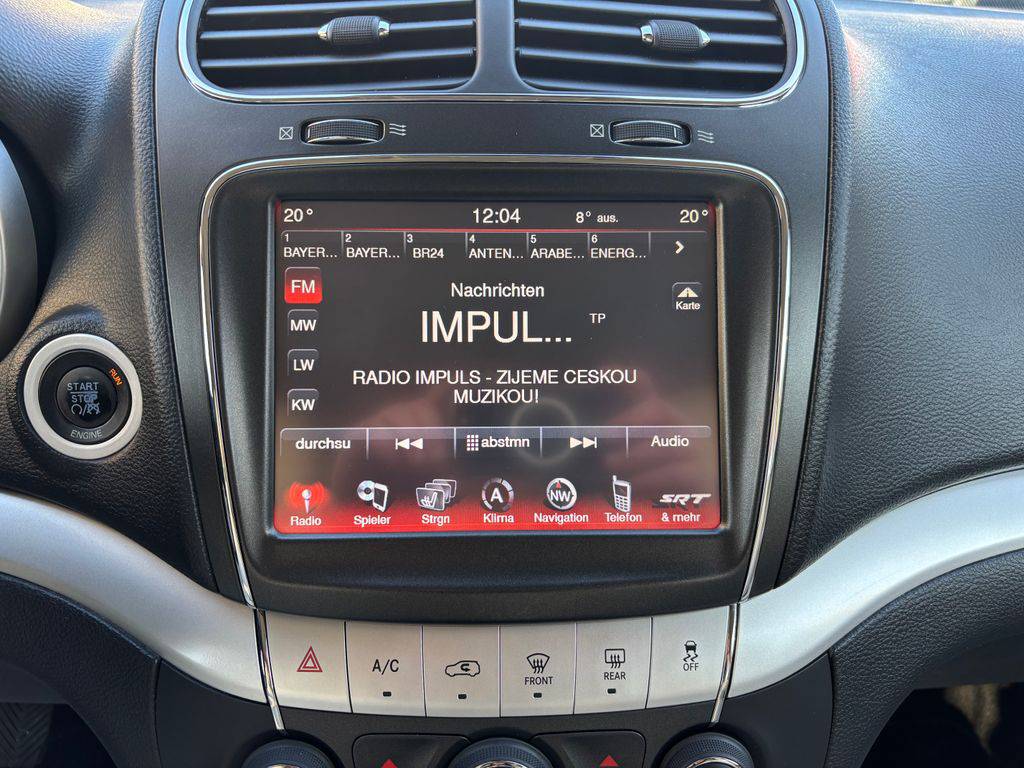 20° 12:04 8° aus. 20°
1 2 3 4 5 6
BAYER... BAYER... BR24 ANTEN... ARABE... ENERG...
FM
Nachrichten
Karte
MW
IMPUL... TP
LW
RADIO IMPULS - ZIJEME CESKOU
MUZIKOU!
KW
durchsu abstmn Audio
A NW SRT
Radio Spieler Strgn Klima Navigation Telefon & mehr
RUN
START
STOP
ENGINE
A/C FRONT REAR OFF